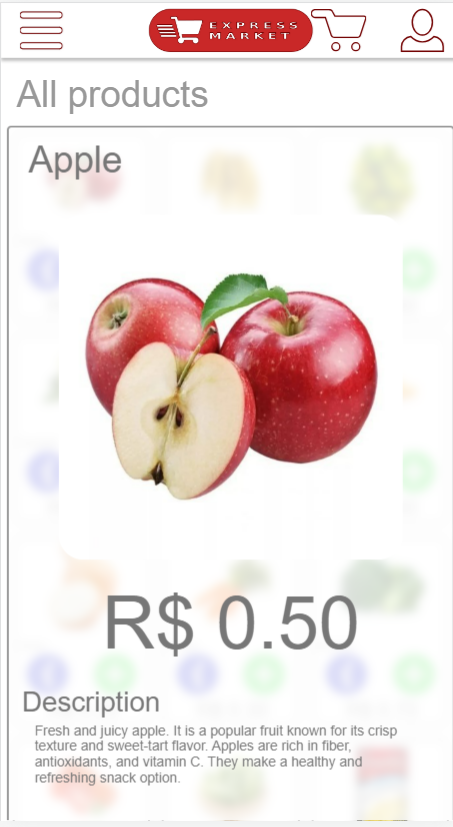 EXPRESS
MARKET
All products
Apple
R$ 0.50
Description
Fresh and juicy apple. It is a popular fruit known for its crisp
texture and sweet-tart flavor. Apples are rich in fiber,
antioxidants, and vitamin C. They make a healthy and
refreshing snack option.